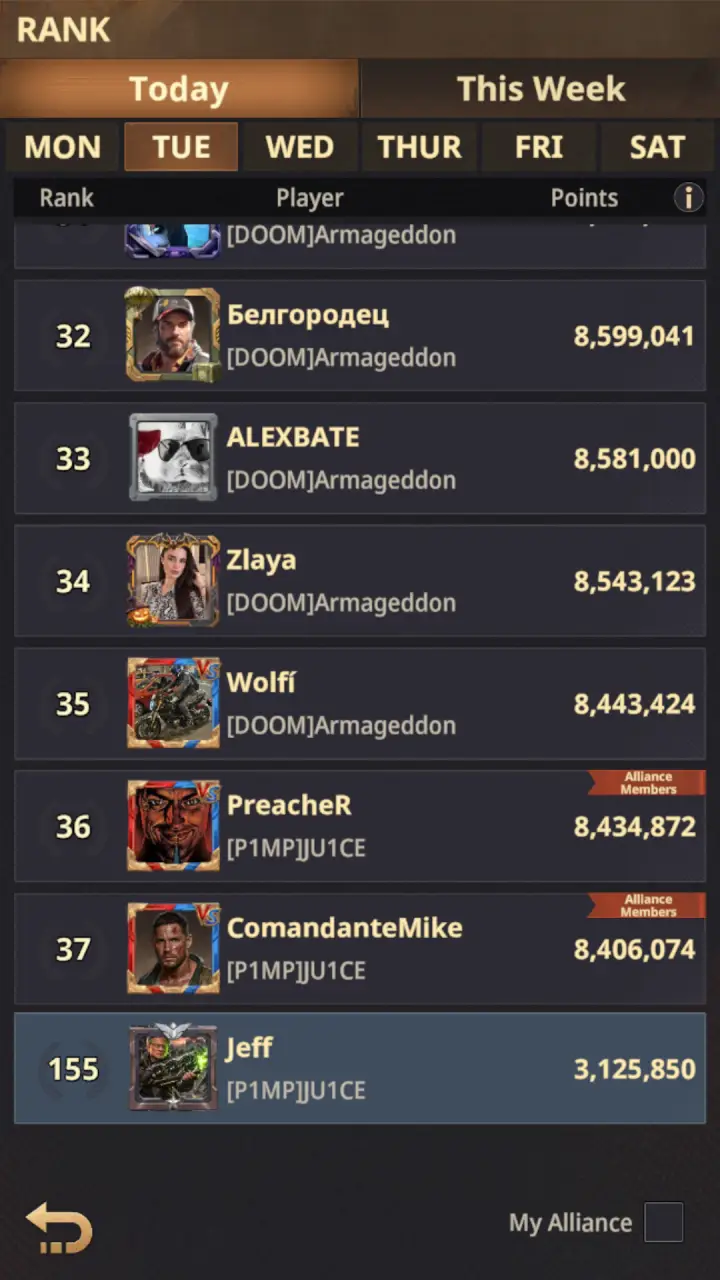 RANK
Today
This Week
MON TUE WED THUR FRI SAT
Rank Player Points
[DOOM]Armageddon
32
Белгородец
[DOOM]Armageddon
8,599,041
33
ALEXBATE
[DOOM]Armageddon
8,581,000
34
Zlaya
[DOOM]Armageddon
8,543,123
35
Wolfí
[DOOM]Armageddon
8,443,424
Alliance
Members
36
PreacheR
[P1MP]JU1CE
8,434,872
Alliance
Members
37
ComandanteMike
[P1MP]JU1CE
8,406,074
155
Jeff
[P1MP]JU1CE
3,125,850
My Alliance